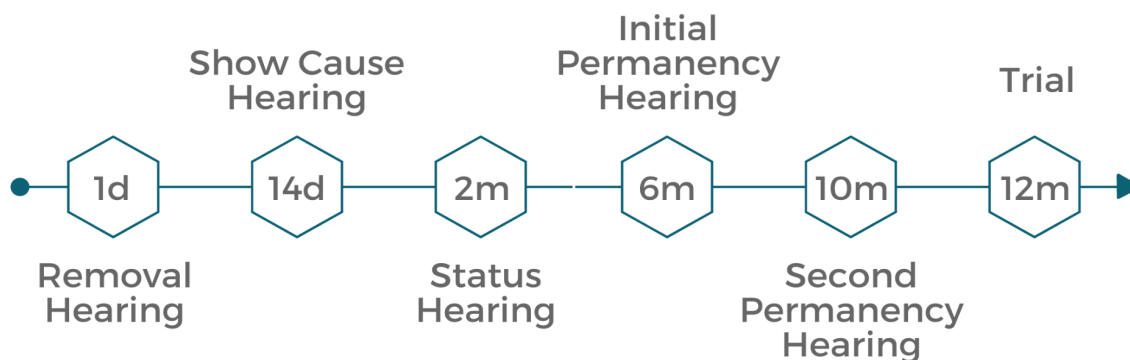 Initial
Permanency
Hearing
Show Cause
Hearing
Trial
1d
14d
2m
6m
10m
12m
Removal
Hearing
Status
Hearing
Second
Permanency
Hearing